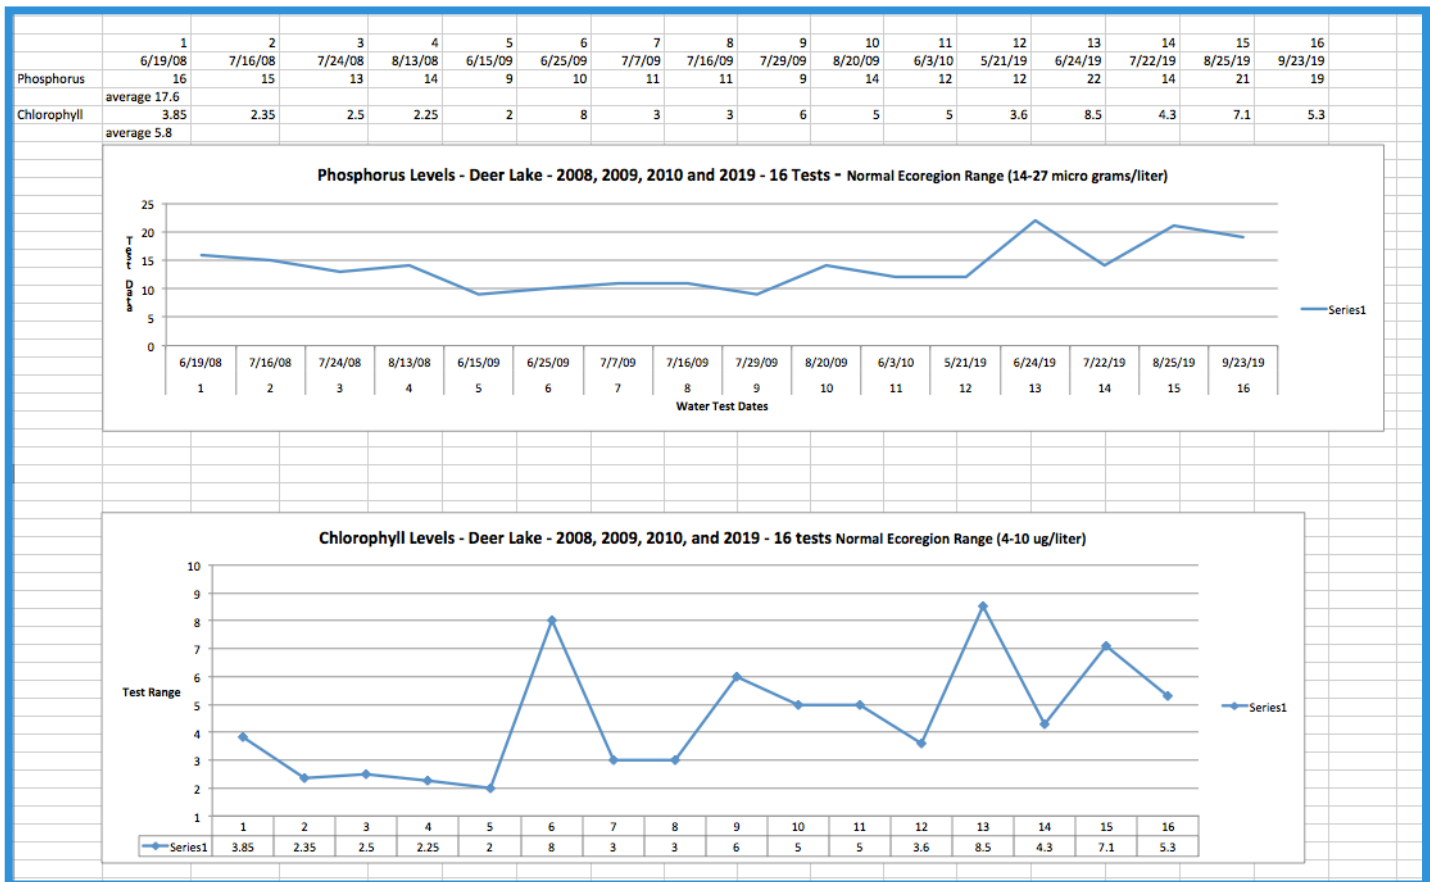 1 2 3 4 5 6 7 8 9 10 11 12 13 14 15 16
6/19/08 7/16/08 7/24/08 8/13/08 6/15/09 6/25/09 7/7/09 7/16/09 7/29/09 8/20/09 6/3/10 5/21/19 6/24/19 7/22/19 8/25/19 9/23/19
Phosphorus 16 15 13 14 9 10 11 11 9 14 12 12 22 14 21 19
average 17.6
Chlorophyll 3.85 2.35 2.5 2.25 2 8 3 3 6 5 5 3.6 8.5 4.3 7.1 5.3
average 5.8
Phosphorus Levels - Deer Lake - 2008, 2009, 2010 and 2019 - 16 Tests - Normal Ecoregion Range (14-27 micro grams/liter)
Test Data
25
20
15
10
5
0
Series1
6/19/08 7/16/08 7/24/08 8/13/08 6/15/09 6/25/09 7/7/09 7/16/09 7/29/09 8/20/09 6/3/10 5/21/19 6/24/19 7/22/19 8/25/19 9/23/19
1 2 3 4 5 6 7 8 9 10 11 12 13 14 15 16
Water Test Dates
Chlorophyll Levels - Deer Lake - 2008, 2009, 2010, and 2019 - 16 tests Normal Ecoregion Range (4-10 ug/liter)
10
9
8
7
6
Test Range
5
Series1
4
3
2
1
1 2 3 4 5 6 7 8 9 10 11 12 13 14 15 16
Series1 3.85 2.35 2.5 2.25 2 8 3 3 6 5 5 3.6 8.5 4.3 7.1 5.3